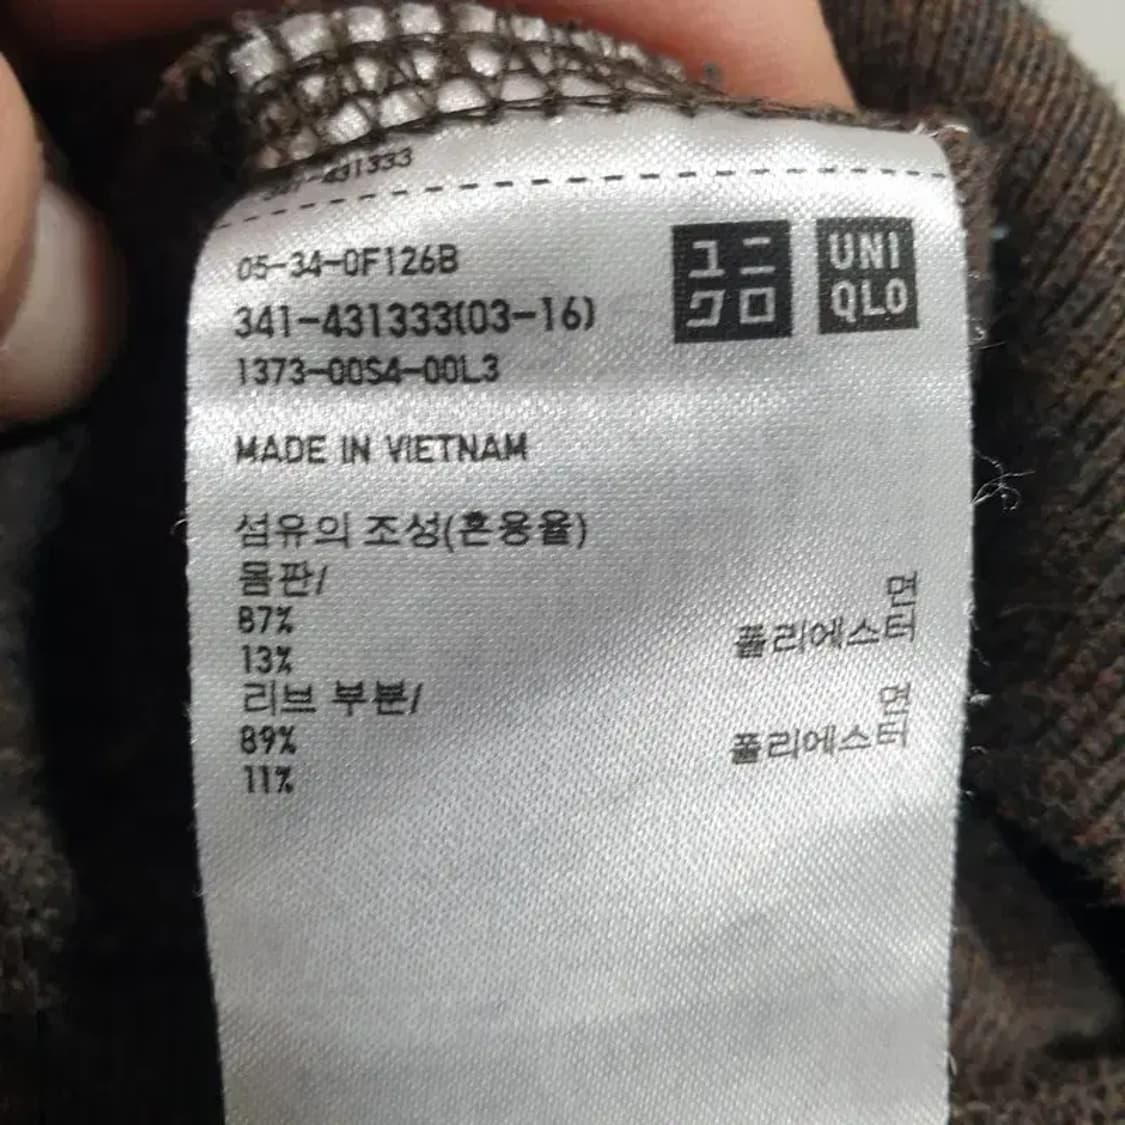 431333
05-34-0F126B
341-431333(03-16)
1373-00S4-00L3
ユニ
クロ
UNI
QLO
MADE IN VIETNAM
섬유의 조성(혼용율)
몸판/
87% 면
13% 폴리에스터
리브 부분/
89% 면
11% 폴리에스터